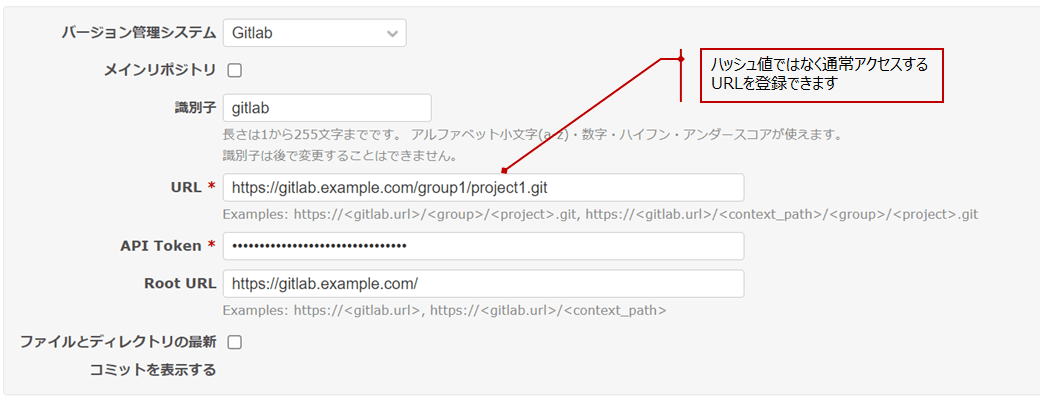 バージョン管理システム Gitlab
メインリポジトリ
ハッシュ値ではなく通常アクセスする
URLを登録できます
識別子 gitlab
長さは1から255文字までです。 アルファベット小文字(a-z)・数字・ハイフン・アンダースコアが使えます。
識別子は後で変更することはできません。
URL * https://gitlab.example.com/group1/project1.git
Examples: https://<gitlab.url>/<group>/<project>.git, https://<gitlab.url>/<context_path>/<group>/<project>.git
API Token * ••••••••••••••••••••••••••••••••
Root URL https://gitlab.example.com/
Examples: https://<gitlab.url>, https://<gitlab.url>/<context_path>
ファイルとディレクトリの最新
コミットを表示する